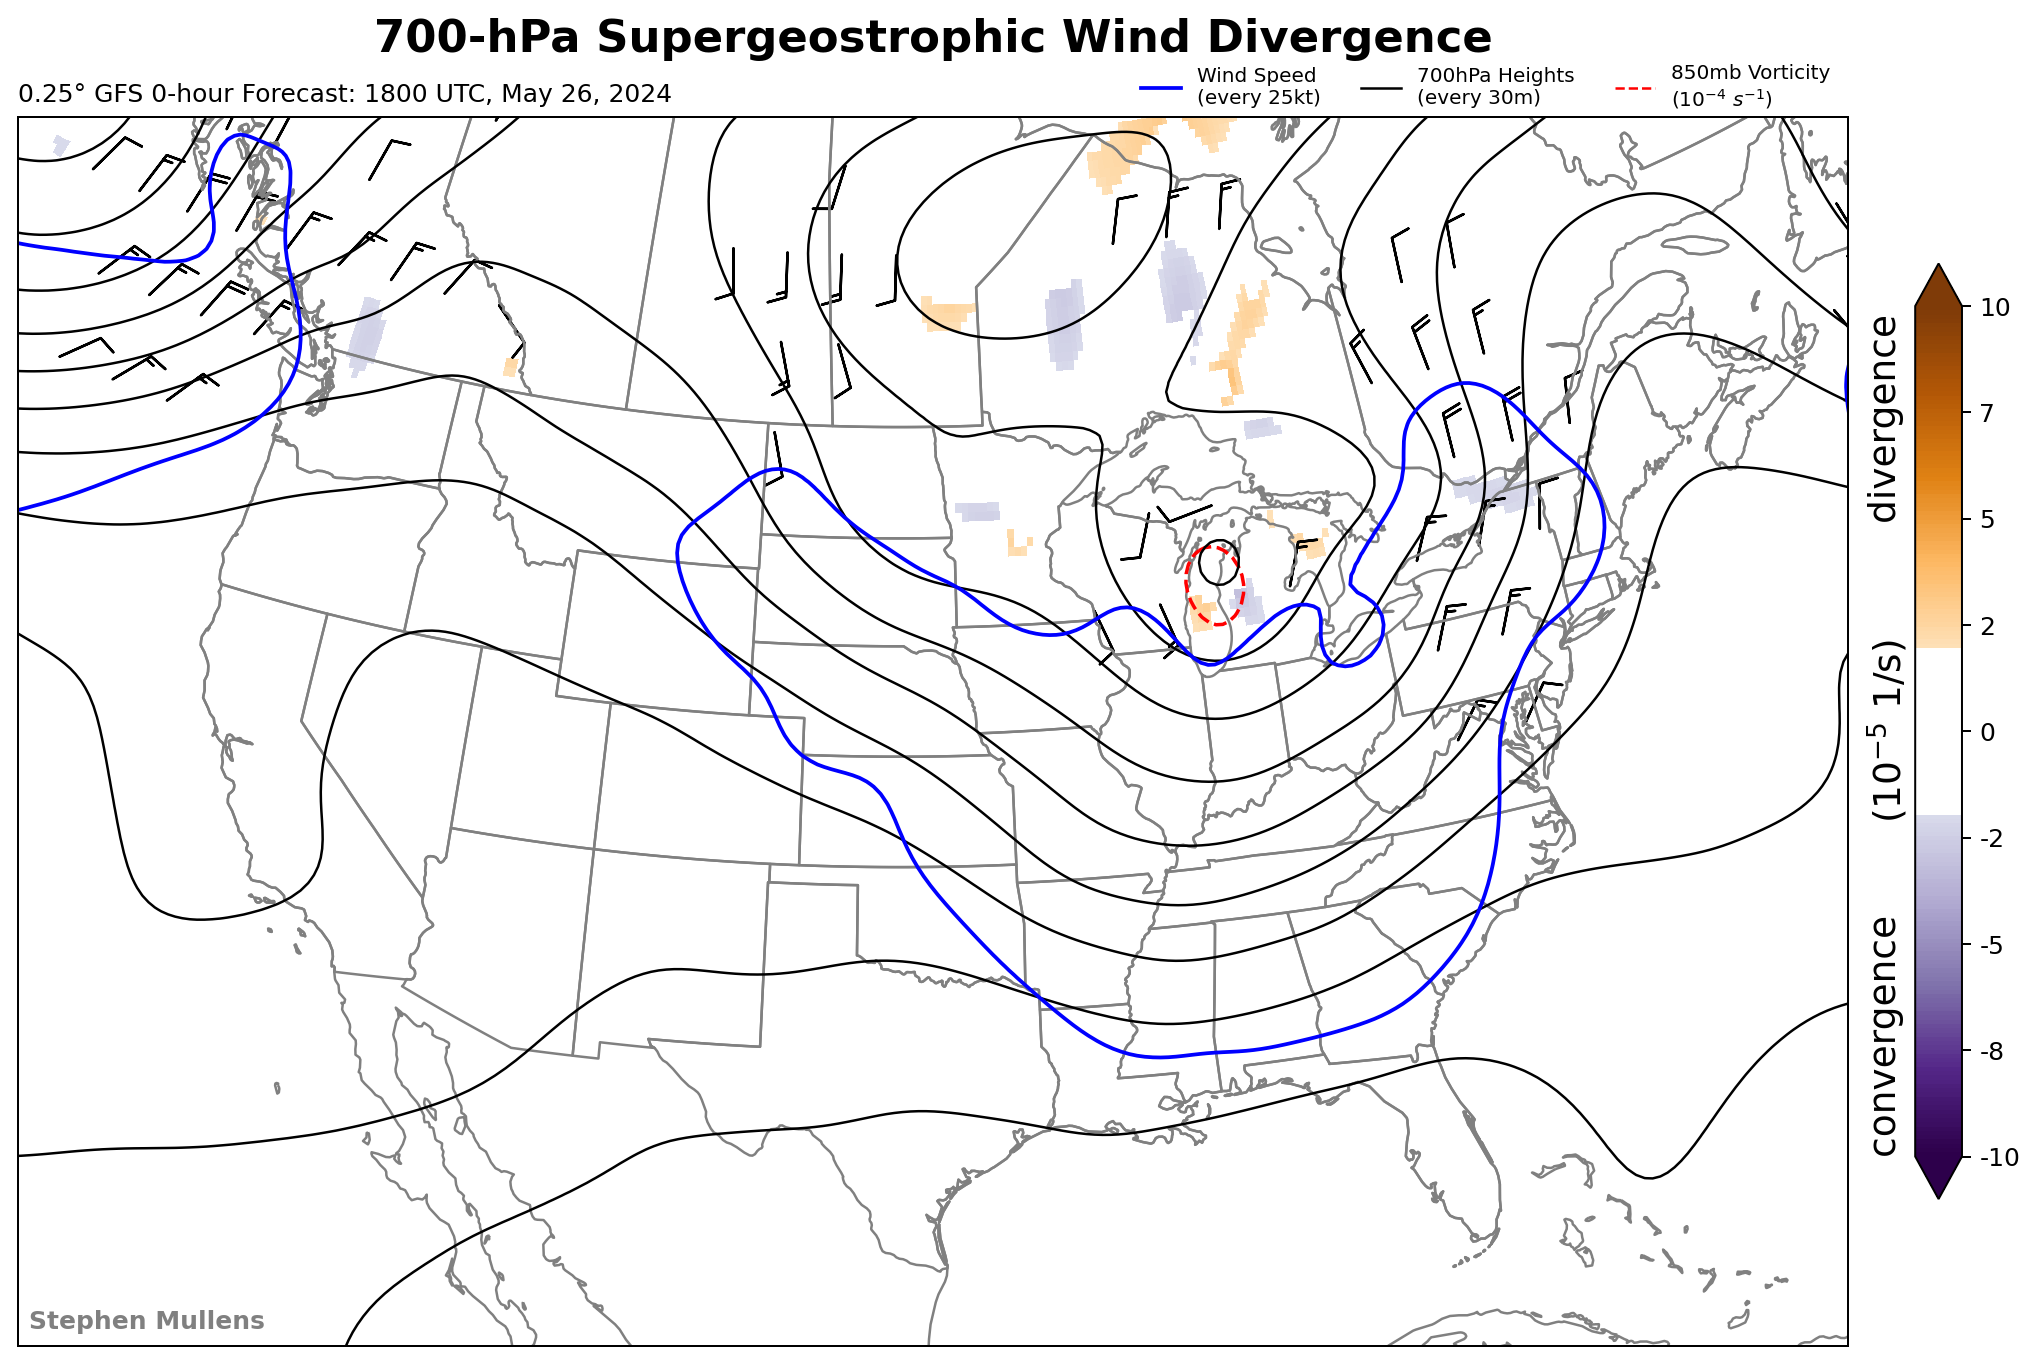 700-hPa Supergeostrophic Wind Divergence
0.25° GFS 0-hour Forecast: 1800 UTC, May 26, 2024
Wind Speed
(every 25kt)
700hPa Heights
(every 30m)
850mb Vorticity
(10⁻⁴ s⁻¹)
10
7
5
2
0
-2
-5
-8
-10
convergence (10⁻⁵ 1/s) divergence
Stephen Mullens